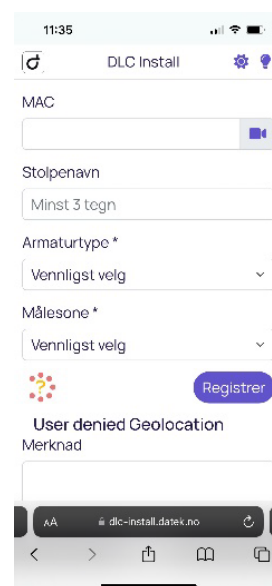 11:35
DLC Install
MAC
Stolpenavn
Minst 3 tegn
Armaturtype *
Vennligst velg
Målesone *
Vennligst velg
?
Registrer
User denied Geolocation
Merknad
AA dlc-install.datek.no